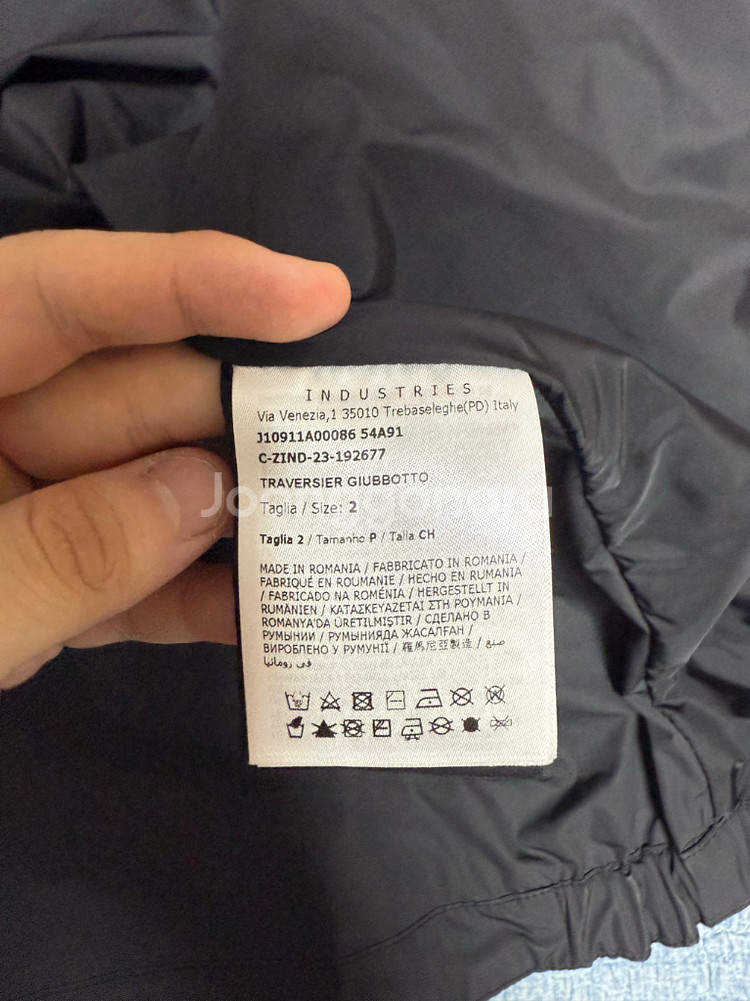 INDUSTRIES
Via Venezia,1 35010 Trebaseleghe(PD) Italy
J10911A00086 54A91
C-ZIND-23-192677
TRAVERSIER GIUBBOTTO
Joonggonara
Taglia / Size: 2
Taglia 2 / Tamanho P / Talla CH
MADE IN ROMANIA / FABBRICATO IN ROMANIA /
FABRIQUÉ EN ROUMANIE / HECHO EN RUMANIA
/ FABRICADO NA ROMÉNIA / HERGESTELLT IN
RUMÄNIEN / ΚΑΤΑΣΚΕΥΑΖΕΤΑΙ ΣΤΗ ΡΟΥΜΑΝΙΑ /
ROMANYA'DA ÜRETILMIŞTIR / СДЕЛАНО В
РУМЫНИИ / РУМЫНИЯДА ЖАСАЛҒАН /
ВИРОБЛЕНО У РУМУНІЇ / 羅馬尼亞製造 / صنع
في رومانيا